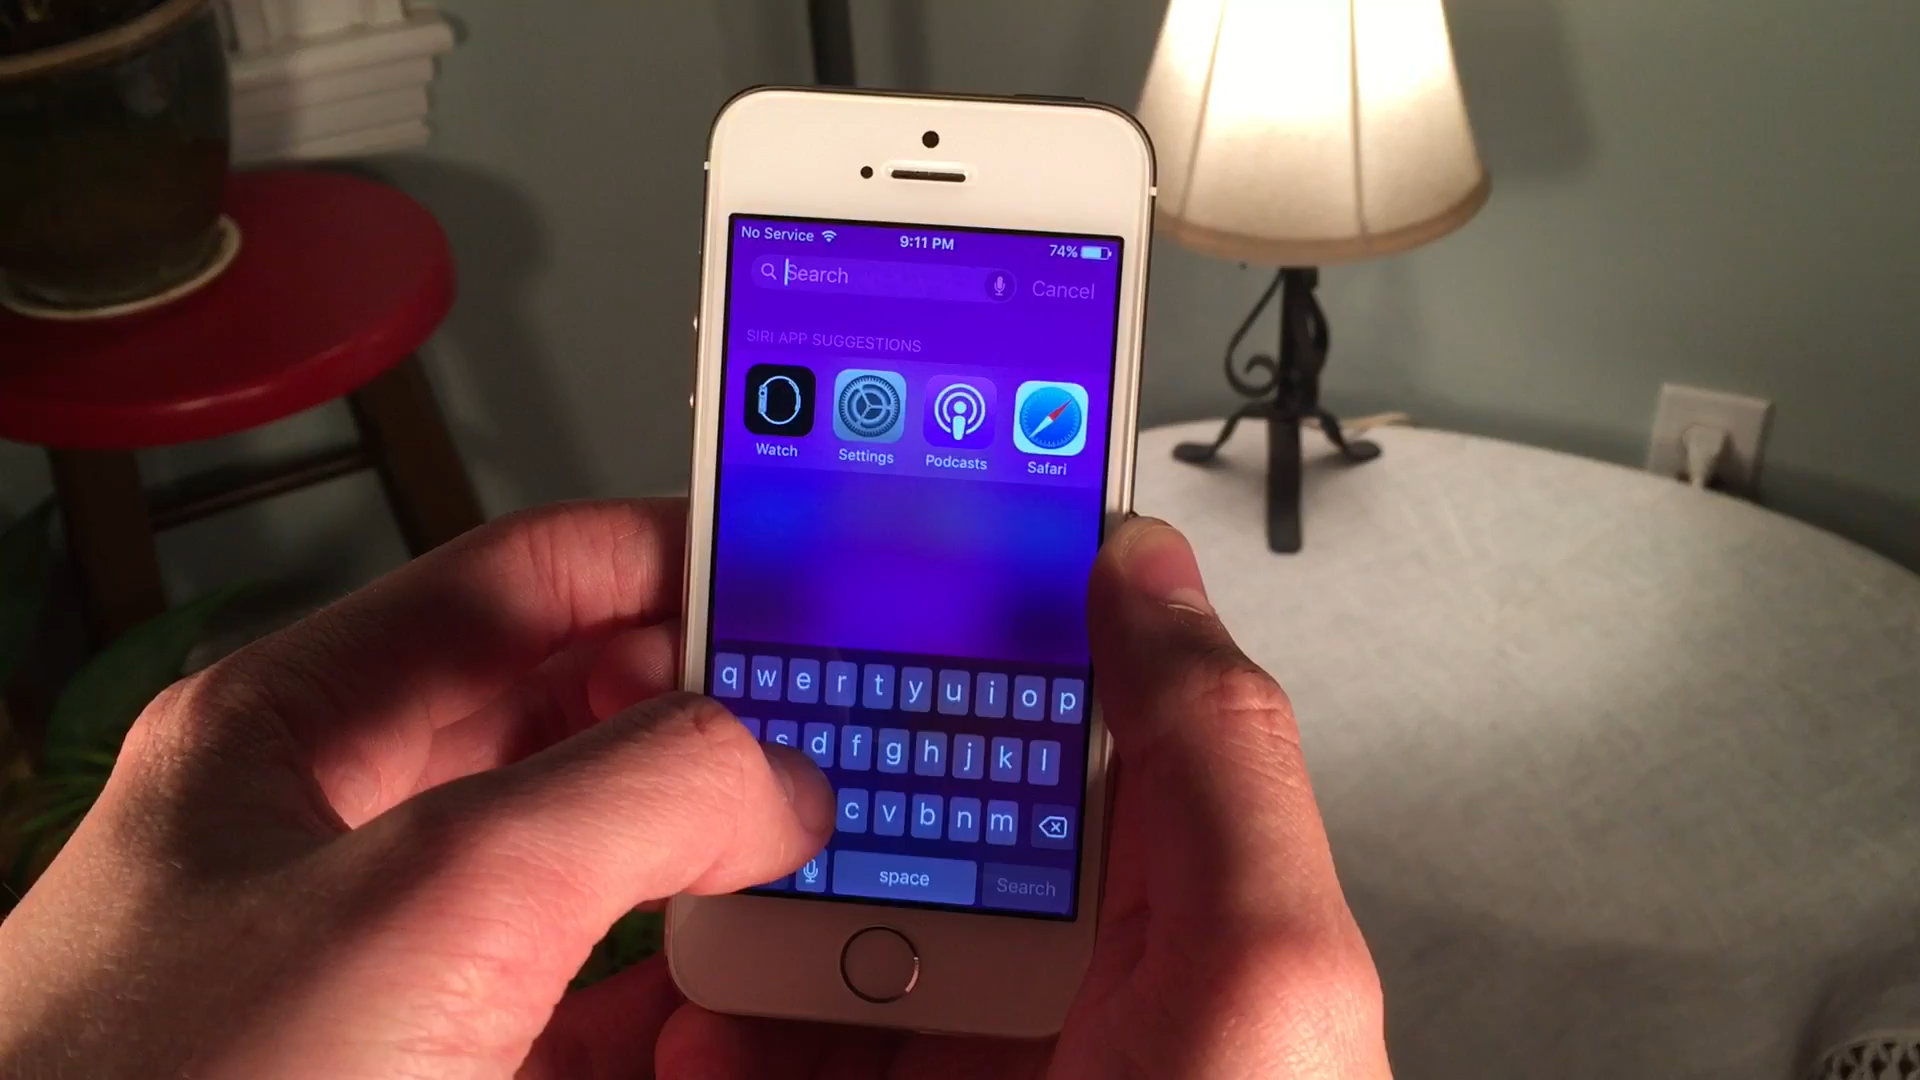 No Service 9:11 PM 74%
Search Cancel
SIRI APP SUGGESTIONS
Watch Settings Podcasts Safari
q w e r t y u i o p
s d f g h j k l
c v b n m
space Search